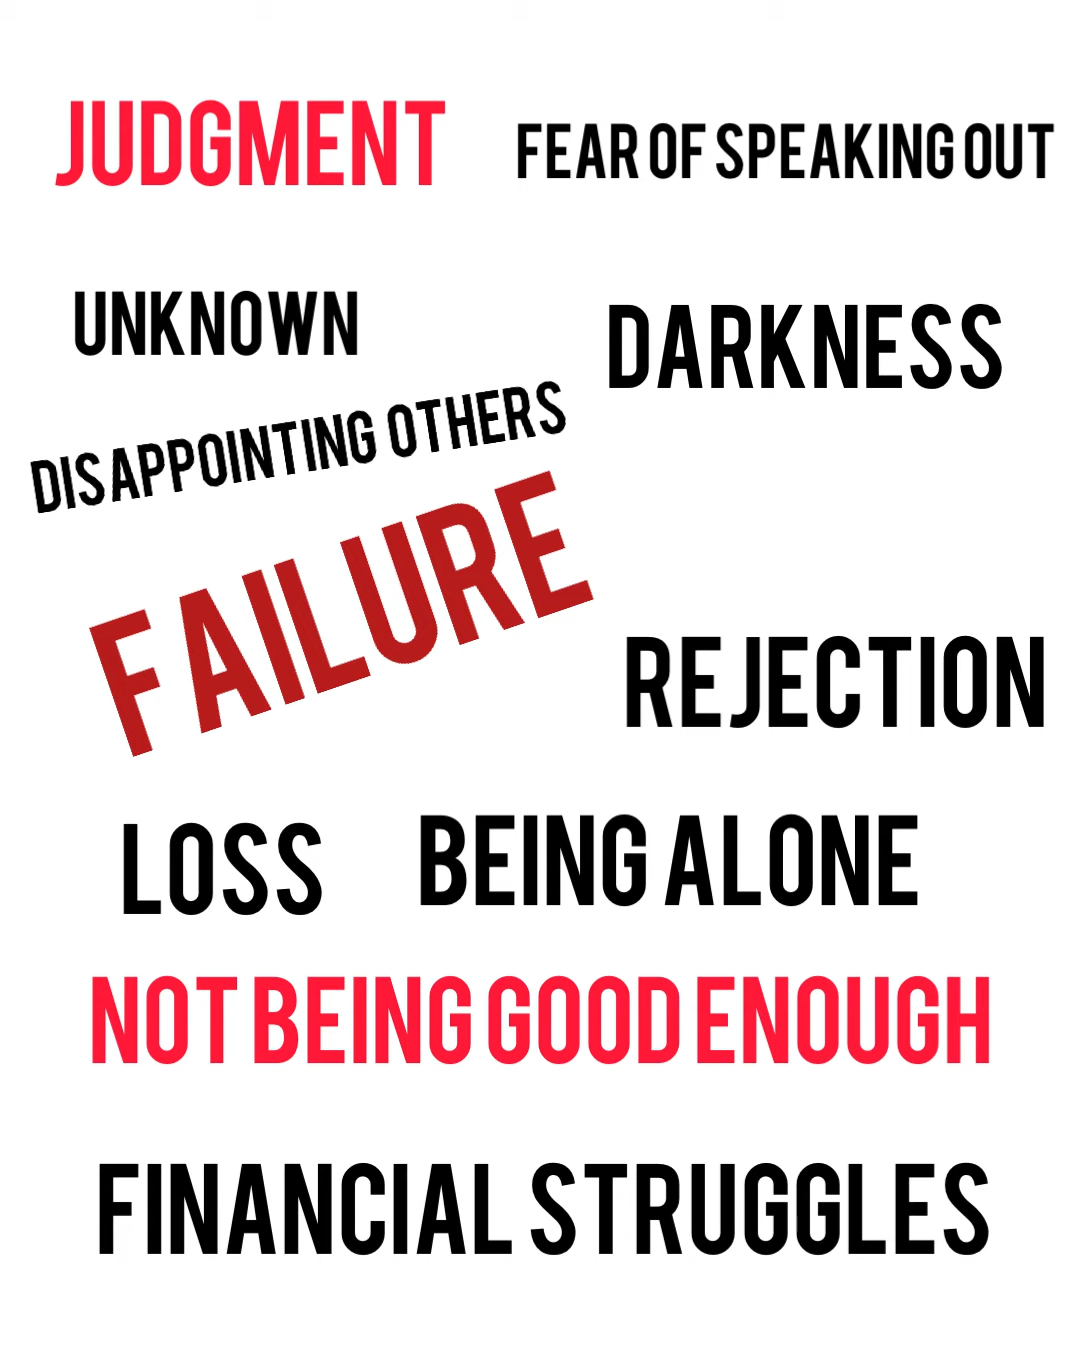 JUDGMENT
FEAR OF SPEAKING OUT
UNKNOWN
DARKNESS
DISAPPOINTING OTHERS
FAILURE
REJECTION
LOSS
BEING ALONE
NOT BEING GOOD ENOUGH
FINANCIAL STRUGGLES